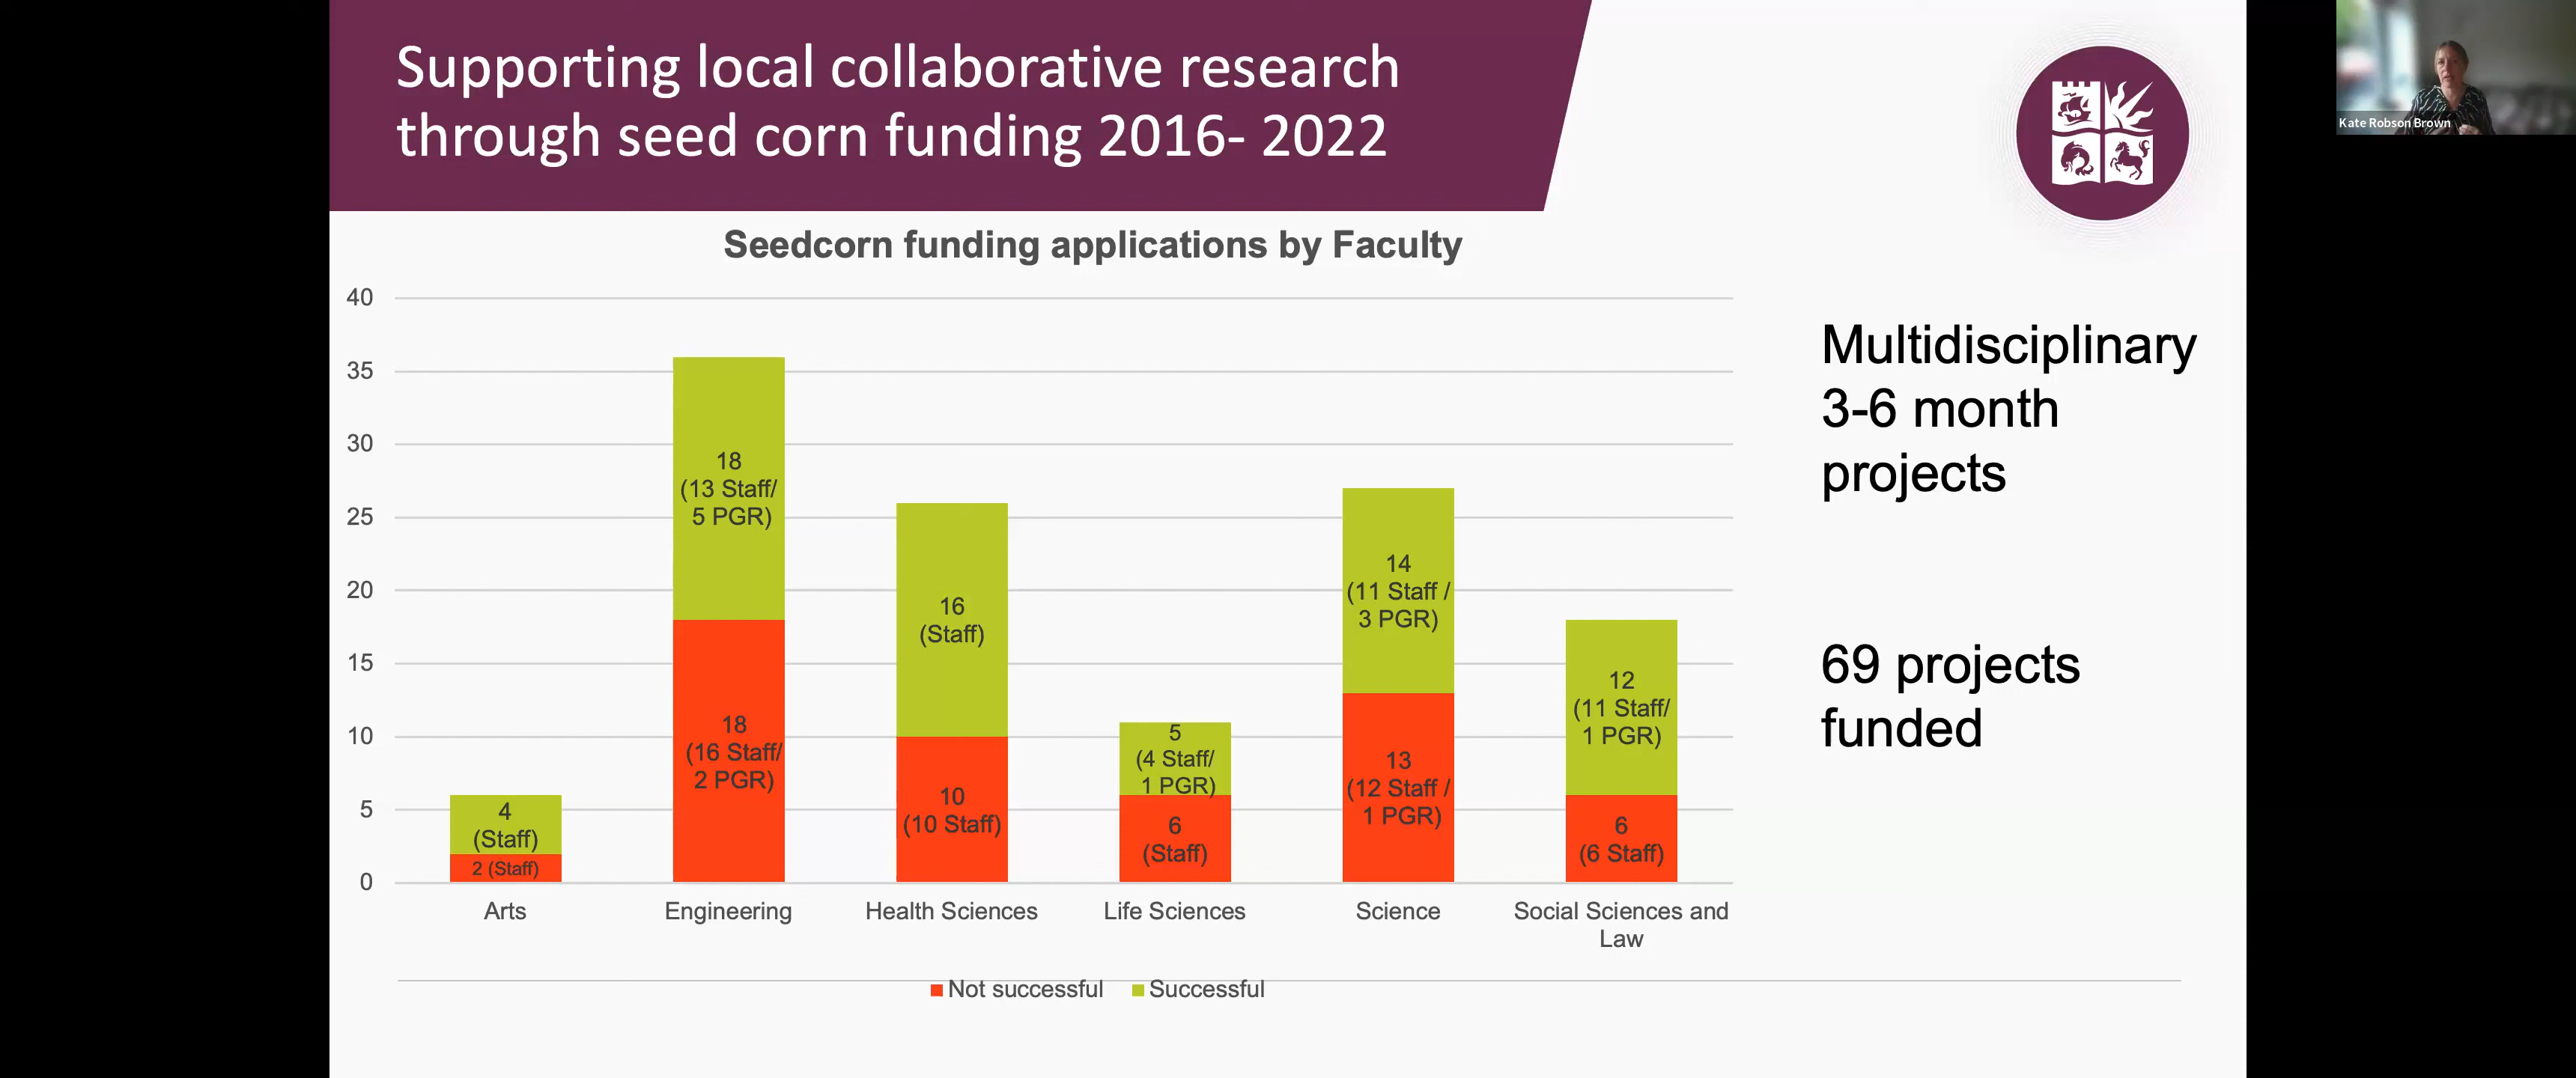 Supporting local collaborative research
through seed corn funding 2016- 2022
Kate Robson Brown
Seedcorn funding applications by Faculty
40
35
30
25
20
15
10
5
0
4
(Staff)
2 (Staff)
18
(13 Staff/
5 PGR)
18
(16 Staff/
2 PGR)
16
(Staff)
10
(10 Staff)
5
(4 Staff/
1 PGR)
6
(Staff)
14
(11 Staff /
3 PGR)
13
(12 Staff /
1 PGR)
12
(11 Staff/
1 PGR)
6
(6 Staff)
Arts
Engineering
Health Sciences
Life Sciences
Science
Social Sciences and
Law
Not successful
Successful
Multidisciplinary
3-6 month
projects
69 projects
funded